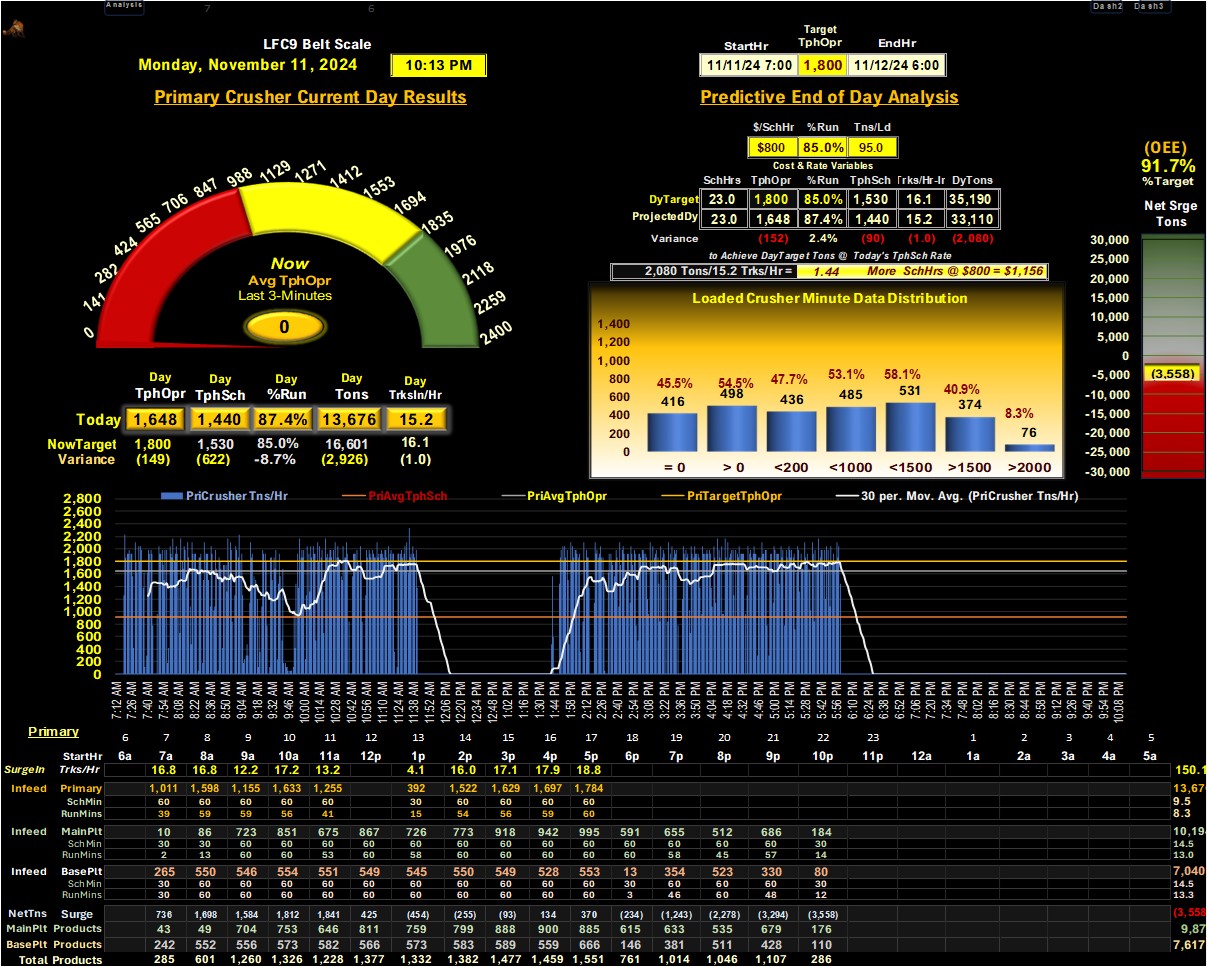 Analysis
7 6
Dash2 Dash3
LFC9 Belt Scale
Monday, November 11, 2024 10:13 PM
Primary Crusher Current Day Results
Target
StartHr TphOpr EndHr
11/11/24 7:00 1,800 11/12/24 6:00
Predictive End of Day Analysis
$/SchHr %Run Tns/Ld
$800 85.0% 95.0
Cost & Rate Variables
SchHrs TphOpr %Run TphSch Trks/Hr-Ir DyTons
DyTarget 23.0 1,800 85.0% 1,530 16.1 35,190
ProjectedDy 23.0 1,648 87.4% 1,440 15.2 33,110
Variance (152) 2.4% (90) (1.0) (2,080)
to Achieve DayTarget Tons @ Today's TphSch Rate
2,080 Tons/15.2 Trks/Hr = 1.44 More SchHrs @ $800 = $1,156
(OEE)
91.7%
%Target
Net Srge
Tons
30,000
25,000
20,000
15,000
10,000
5,000
0
-5,000
-10,000
-15,000
-20,000
-25,000
-30,000
(3,558)
0 141 282 424 565 706 847 988 1129 1271 1412 1553 1694 1835 1976 2118 2259 2400
Now
Avg TphOpr
Last 3-Minutes
0
Day Day Day Day Day
TphOpr TphSch %Run Tons TrksIn/Hr
Today 1,648 1,440 87.4% 13,676 15.2
NowTarget 1,800 1,530 85.0% 16,601 16.1
Variance (149) (622) -8.7% (2,926) (1.0)
Loaded Crusher Minute Data Distribution
1,400
1,200
1,000
800
600
400
200
0
45.5% 54.5% 47.7% 53.1% 58.1% 40.9% 8.3%
416 498 436 485 531 374 76
= 0 > 0 <200 <1000 <1500 >1500 >2000
PriCrusher Tns/Hr PriAvgTphSch PriAvgTphOpr PriTargetTphOpr 30 per. Mov. Avg. (PriCrusher Tns/Hr)
2,800
2,600
2,400
2,200
2,000
1,800
1,600
1,400
1,200
1,000
800
600
400
200
0
7:12 AM 7:26 AM 7:40 AM 7:54 AM 8:08 AM 8:22 AM 8:36 AM 8:50 AM 9:04 AM 9:18 AM 9:32 AM 9:46 AM 10:00 AM 10:14 AM 10:28 AM 10:42 AM 10:56 AM 11:10 AM 11:24 AM 11:38 AM 11:52 AM 12:06 PM 12:20 PM 12:34 PM 12:48 PM 1:02 PM 1:16 PM 1:30 PM 1:44 PM 1:58 PM 2:12 PM 2:26 PM 2:40 PM 2:54 PM 3:08 PM 3:22 PM 3:36 PM 3:50 PM 4:04 PM 4:18 PM 4:32 PM 4:46 PM 5:00 PM 5:14 PM 5:28 PM 5:42 PM 5:56 PM 6:10 PM 6:24 PM 6:38 PM 6:52 PM 7:06 PM 7:20 PM 7:34 PM 7:48 PM 8:02 PM 8:16 PM 8:30 PM 8:44 PM 8:58 PM 9:12 PM 9:26 PM 9:40 PM 9:54 PM 10:08 PM
Primary
6 7 8 9 10 11 12 13 14 15 16 17 18 19 20 21 22 23 1 2 3 4 5
StartHr 6a 7a 8a 9a 10a 11a 12p 1p 2p 3p 4p 5p 6p 7p 8p 9p 10p 11p 12a 1a 2a 3a 4a 5a
SurgeIn Trks/Hr 16.8 16.8 12.2 17.2 13.2 4.1 16.0 17.1 17.9 18.8 150.1
Infeed Primary 1,011 1,598 1,155 1,633 1,255 392 1,522 1,629 1,697 1,784 13,67
SchMin 60 60 60 60 60 30 60 60 60 60 9.5
RunMins 39 59 59 56 41 15 54 56 59 60 8.3
Infeed MainPlt 10 86 723 851 675 867 726 773 918 942 995 591 655 512 686 184 10,19
SchMin 30 30 60 60 60 60 60 60 60 60 60 60 60 60 60 30 14.5
RunMins 2 13 60 60 53 60 58 60 60 60 60 60 58 45 57 14 13.0
Infeed BasePlt 265 550 546 554 551 549 545 550 549 528 553 13 354 523 330 80 7,040
SchMin 30 60 60 60 60 60 60 60 60 60 60 30 60 60 60 30 14.5
RunMins 30 60 60 60 60 60 60 60 60 60 60 3 46 60 48 12 13.3
NetTns Surge 736 1,698 1,584 1,812 1,841 425 (454) (255) (93) 134 370 (234) (1,243) (2,278) (3,294) (3,558) (3,558
MainPlt Products 43 49 704 753 646 811 759 799 888 900 885 615 633 535 679 176 9,87
BasePlt Products 242 552 556 573 582 566 573 583 589 559 666 146 381 511 428 110 7,617
Total Products 285 601 1,260 1,326 1,228 1,377 1,332 1,382 1,477 1,459 1,551 761 1,014 1,046 1,107 286